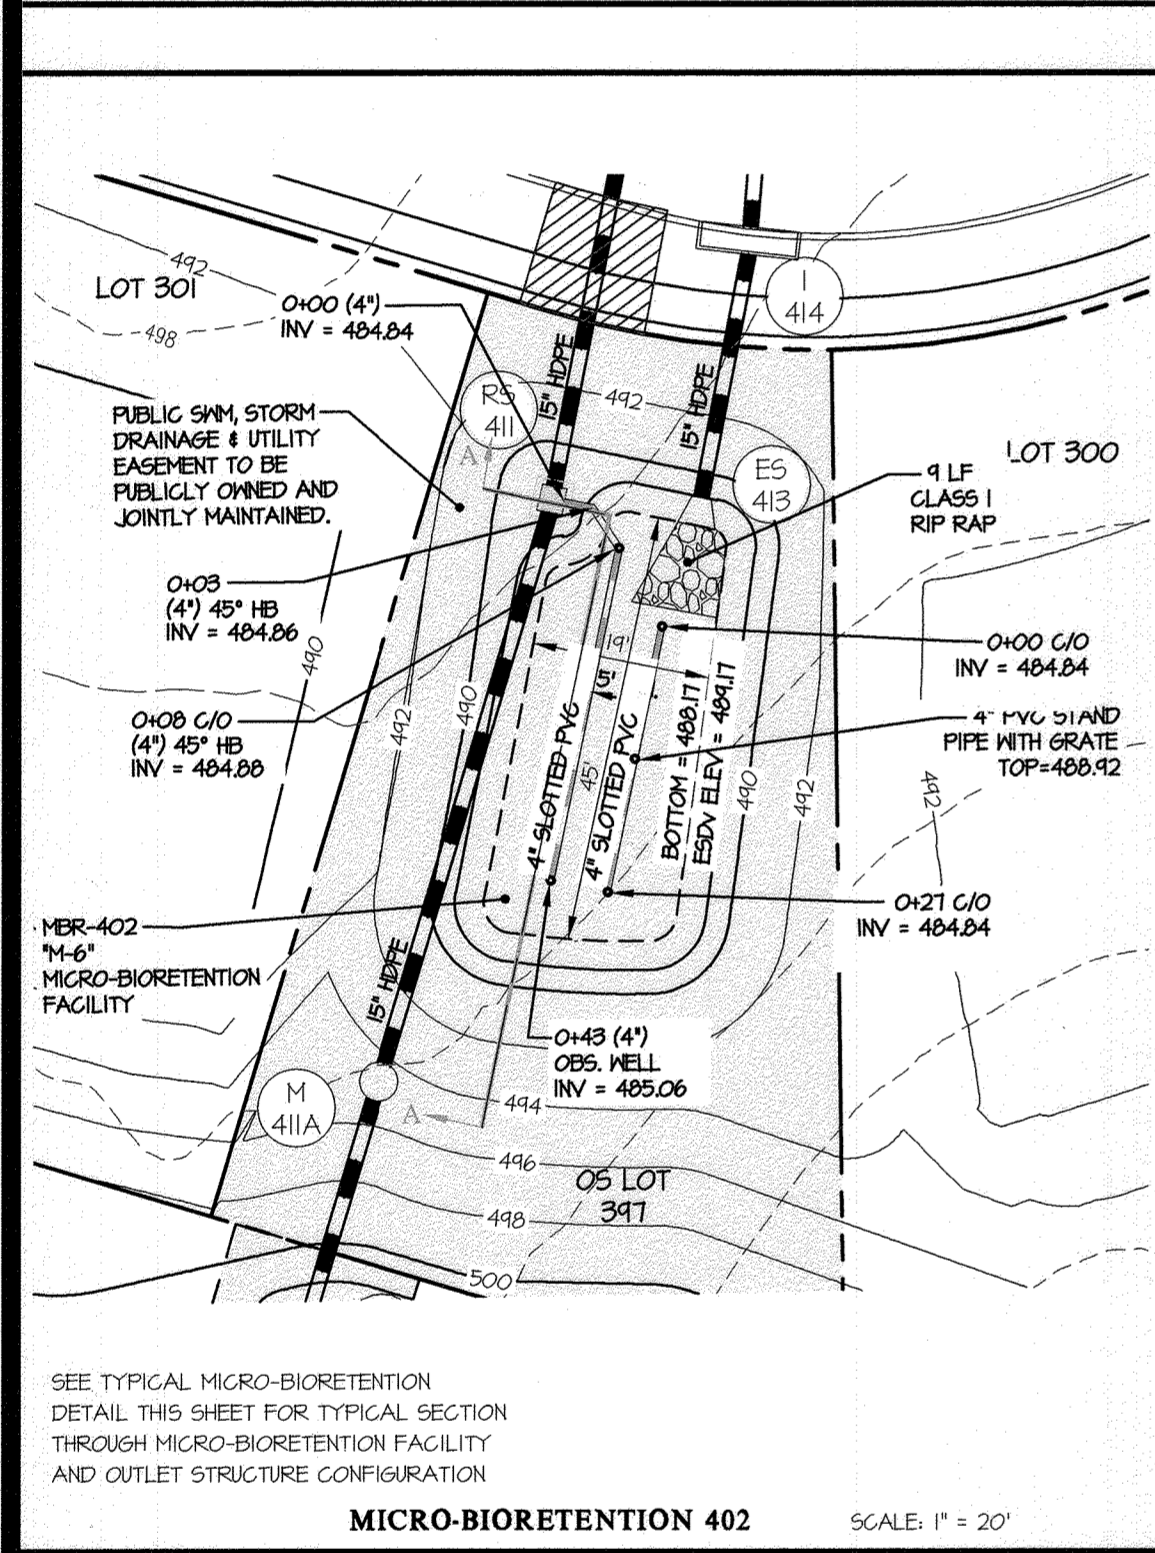 492
LOT 301
498
0+00 (4")
INV = 484.84
I
414
15" HDPE
15" HDPE
RS
411
492
PUBLIC SWM, STORM
DRAINAGE & UTILITY
EASEMENT TO BE
PUBLICLY OWNED AND
JOINTLY MAINTAINED.
A
ES
413
LOT 300
9 LF
CLASS I
RIP RAP
0+03
(4") 45° HB
INV = 484.86
490
0+00 C/O
INV = 484.84
19'
5'
0+08 C/O
(4") 45° HB
INV = 484.88
492
490
4" SLOTTED PVC
45'
4" SLOTTED PVC
BOTTOM = 488.17
ESDv ELEV = 489.17
490
492
4" PVC STAND
PIPE WITH GRATE
TOP=488.92
492
0+27 C/O
INV = 484.84
MBR-402
"M-6"
MICRO-BIORETENTION
FACILITY
15" HDPE
0+43 (4")
OBS. WELL
INV = 485.06
M
411A
A
494
496
OS LOT
397
498
500
SEE TYPICAL MICRO-BIORETENTION
DETAIL THIS SHEET FOR TYPICAL SECTION
THROUGH MICRO-BIORETENTION FACILITY
AND OUTLET STRUCTURE CONFIGURATION
MICRO-BIORETENTION 402
SCALE: 1" = 20'